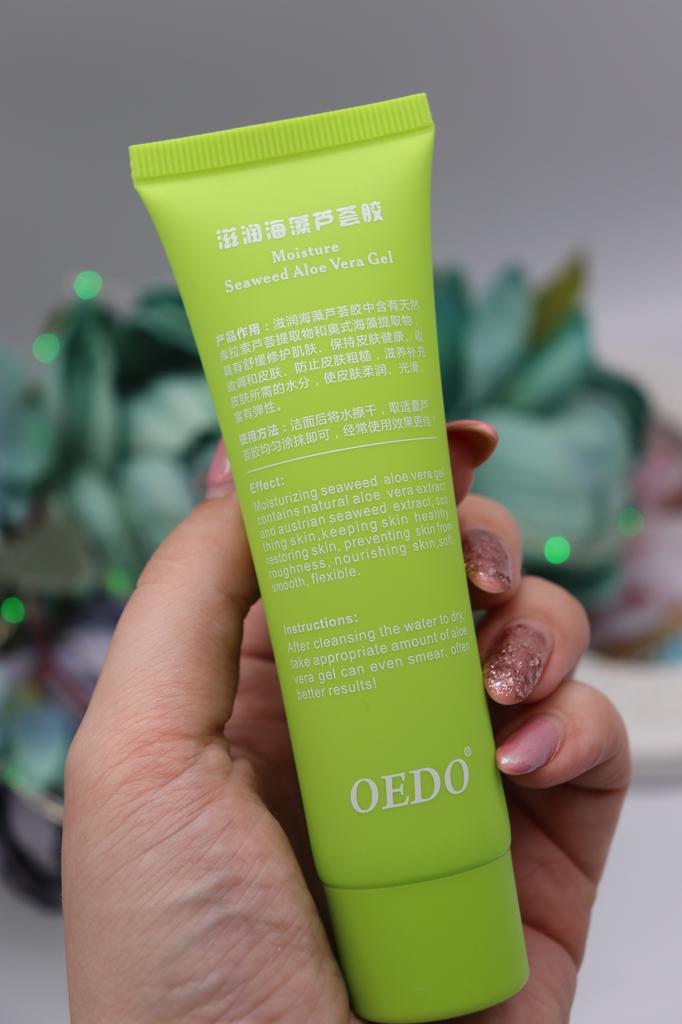 滋润海藻芦荟胶
Moisture
Seaweed Aloe Vera Gel
产品作用：滋润海藻芦荟胶中含有天然
库拉索芦荟提取物和奥式海藻提取物，
具有舒缓修护肌肤、保持皮肤健康、收
敛调和皮肤、防止皮肤粗糙，滋养补充
皮肤所需的水分，使皮肤柔润、光滑、
富有弹性。
使用方法：洁面后将水擦干，取适量芦
荟胶均匀涂抹即可，经常使用效果更佳!
Effect:
Moisturizing seaweed aloe vera gel
contains natural aloe vera extract
and austrian seaweed extract, soo
thing skin, keeping skin healthy
restoring skin, preventing skin from
roughness, nourishing skin, soft
smooth, flexible.
Instructions:
After cleansing the water to dry,
take appropriate amount of aloe
vera gel can even smear, often
better results!
OEDO®